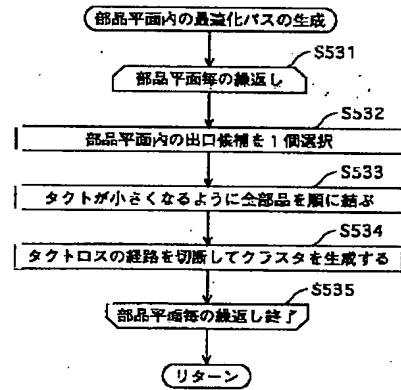 部品平面内の最適化パスの生成
S531
部品平面毎の繰返し
S532
部品平面内の出口候補を1個選択
S533
タクトが小さくなるように全部品を順に結ぶ
S534
タクトロスの経路を切断してクラスタを生成する
S535
部品平面毎の繰返し終了
リターン